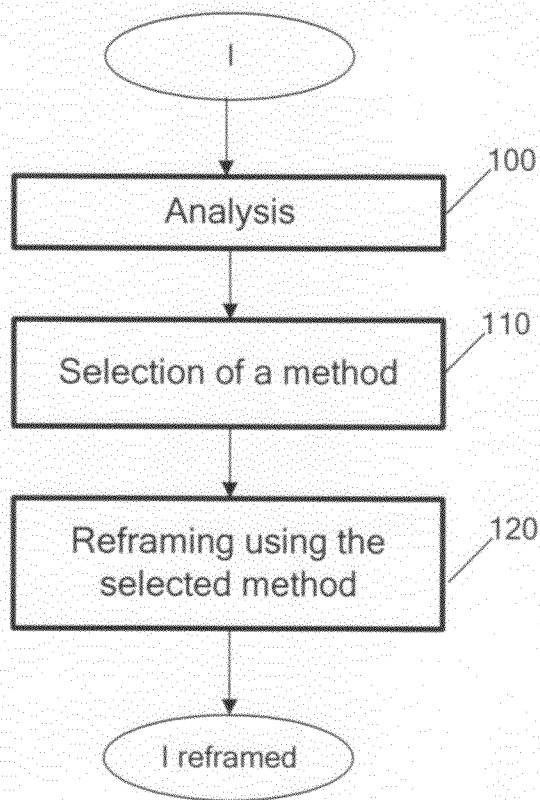 I
100
Analysis
110
Selection of a method
120
Reframing using the
selected method
I reframed